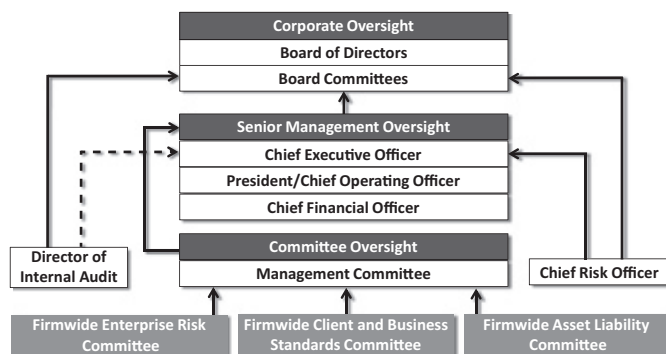 Corporate Oversight
Board of Directors
Board Committees
Senior Management Oversight
Chief Executive Officer
President/Chief Operating Officer
Chief Financial Officer
Committee Oversight
Management Committee
Director of
Internal Audit
Chief Risk Officer
Firmwide Enterprise Risk
Committee
Firmwide Client and Business
Standards Committee
Firmwide Asset Liability
Committee